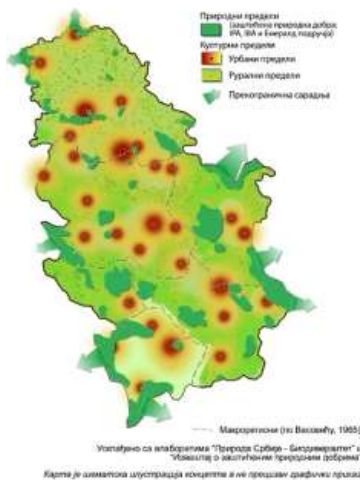 Природни предели
(заштићена природна добра;
IPA, IBA и Емералд подручја)
Културни предели
Урбани предели
Рурални предели
Прекогранична сарадња
Макрорегиони (по Васовићу, 1965)
Усклађено са елаборатима "Природа Србије - Биодиверзитет" и
"Извештај о заштићеним природним добрима"
Карта је шематска илустрација концепта а не прецизан графички приказ